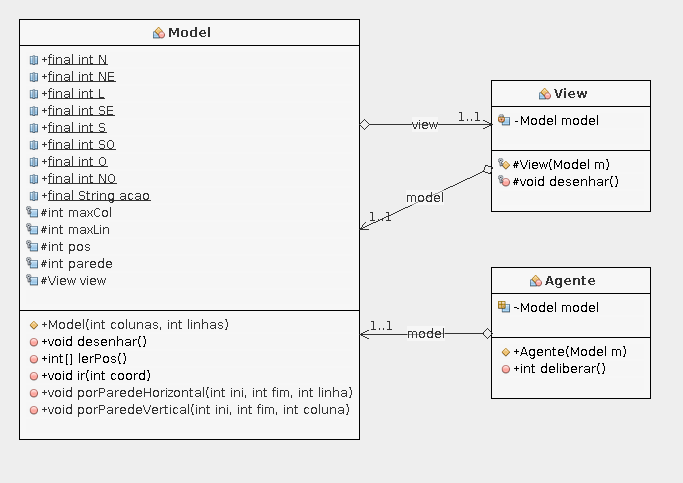 Model
+final int N
+final int NE
+final int L
+final int SE
+final int S
+final int SO
+final int O
+final int NO
+final String acao
#int maxCol
#int maxLin
#int pos
#int parede
#View view
+Model(int colunas, int linhas)
+void desenhar()
+int[] lerPos()
+void ir(int coord)
+void porParedeHorizontal(int ini, int fim, int linha)
+void porParedeVertical(int ini, int fim, int coluna)
view
1..1
model
1..1
1..1
model
View
-Model model
#View(Model m)
#void desenhar()
Agente
-Model model
+Agente(Model m)
+int deliberar()